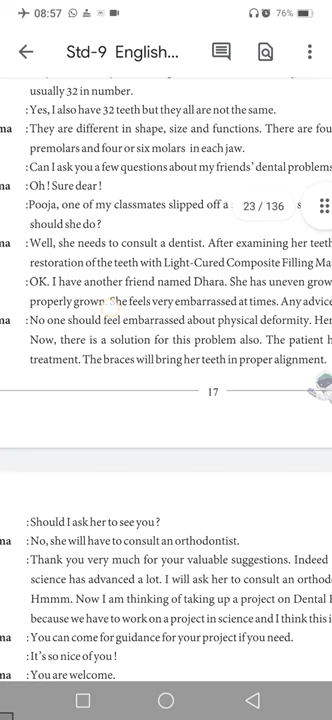 08:57 76%
Std-9 English...
usually 32 in number.
:Yes, I also have 32 teeth but they all are not the same.
ma :They are different in shape, size and functions. There are fou
premolars and four or six molars in each jaw.
:Can I ask you a few questions about my friends' dental problems
ma :Oh! Sure dear!
:Pooja, one of my classmates slipped off a
23 / 136
should she do?
ma :Well, she needs to consult a dentist. After examining her teeth
restoration of the teeth with Light-Cured Composite Filling Ma
:OK. I have another friend named Dhara. She has uneven grow
properly grown. She feels very embarrassed at times. Any advice
ma :No one should feel embarrassed about physical deformity. Her
Now, there is a solution for this problem also. The patient h
treatment. The braces will bring her teeth in proper alignment.
17
:Should I ask her to see you?
ma :No, she will have to consult an orthodontist.
:Thank you very much for your valuable suggestions. Indeed
science has advanced a lot. I will ask her to consult an orthod
Hmmm. Now I am thinking of taking up a project on Dental H
because we have to work on a project in science and I think this i
ma :You can come for guidance for your project if you need.
:It's so nice of you!
ma :You are welcome.